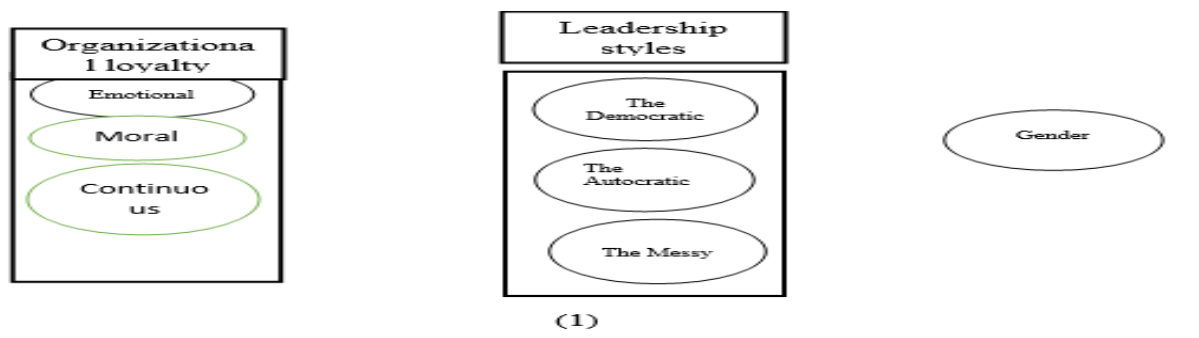 Organizationa
l loyalty
Emotional
Moral
Continuo
us
Leadership
styles
The
Democratic
The
Autocratic
The Messy
Gender
(1)